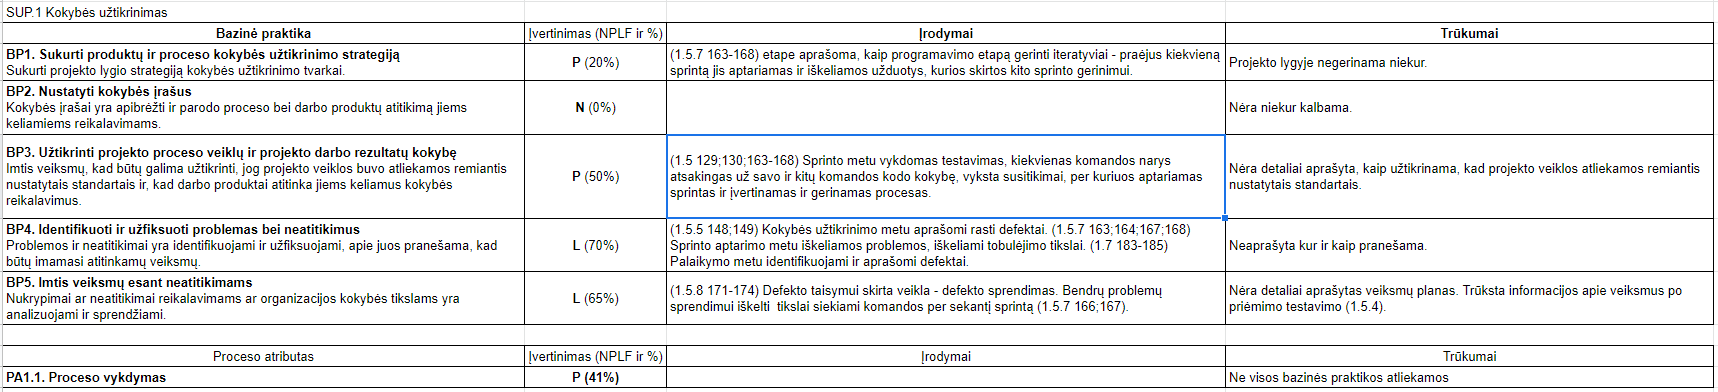 SUP.1 Kokybės užtikrinimas
Bazinė praktika
Įvertinimas (NPLF ir %)
Įrodymai
Trūkumai
BP1. Sukurti produktų ir proceso kokybės užtikrinimo strategiją
Sukurti projekto lygio strategiją kokybės užtikrinimo tvarkai.
P (20%)
(1.5.7 163-168) etape aprašoma, kaip programavimo etapą gerinti iteratyviai - praėjus kiekvieną
sprintą jis aptariamas ir iškeliamos užduotys, kurios skirtos kito sprinto gerinimui.
Projekto lygyje negerinama niekur.
BP2. Nustatyti kokybės įrašus
Kokybės įrašai yra apibrėžti ir parodo proceso bei darbo produktų atitikimą jiems
keliamiems reikalavimams.
N (0%)
Nėra niekur kalbama.
BP3. Užtikrinti projekto proceso veiklų ir projekto darbo rezultatų kokybę
Imtis veiksmų, kad būtų galima užtikrinti, jog projekto veiklos buvo atliekamos remiantis
nustatytais standartais ir, kad darbo produktai atitinka jiems keliamus kokybės
reikalavimus.
P (50%)
(1.5 129;130;163-168) Sprinto metu vykdomas testavimas, kiekvienas komandos narys
atsakingas už savo ir kitų komandos kodo kokybę, vyksta susitikimai, per kuriuos aptariamas
sprintas ir įvertinamas ir gerinamas procesas.
Nėra detaliai aprašyta, kaip užtikrinama, kad projekto veiklos atliekamos remiantis
nustatytais standartais.
BP4. Identifikuoti ir užfiksuoti problemas bei neatitikimus
Problemos ir neatitikimai yra identifikuojami ir užfiksuojami, apie juos pranešama, kad
būtų imamasi atitinkamų veiksmų.
L (70%)
(1.5.5 148;149) Kokybės užtikrinimo metu aprašomi rasti defektai. (1.5.7 163;164;167;168)
Sprinto aptarimo metu iškeliamos problemos, iškeliami tobulėjimo tikslai. (1.7 183-185)
Palaikymo metu identifikuojami ir aprašomi defektai.
Neaprašyta kur ir kaip pranešama.
BP5. Imtis veiksmų esant neatitikimams
Nukrypimai ar neatitikimai reikalavimams ar organizacijos kokybės tikslams yra
analizuojami ir sprendžiami.
L (65%)
(1.5.8 171-174) Defekto taisymui skirta veikla - defekto sprendimas. Bendrų problemų
sprendimui iškelti  tikslai siekiami komandos per sekantį sprintą (1.5.7 166;167).
Nėra detaliai aprašytas veiksmų planas. Trūksta informacijos apie veiksmus po
priėmimo testavimo (1.5.4).
Proceso atributas
Įvertinimas (NPLF ir %)
Įrodymai
Trūkumai
PA1.1. Proceso vykdymas
P (41%)
Ne visos bazinės praktikos atliekamos